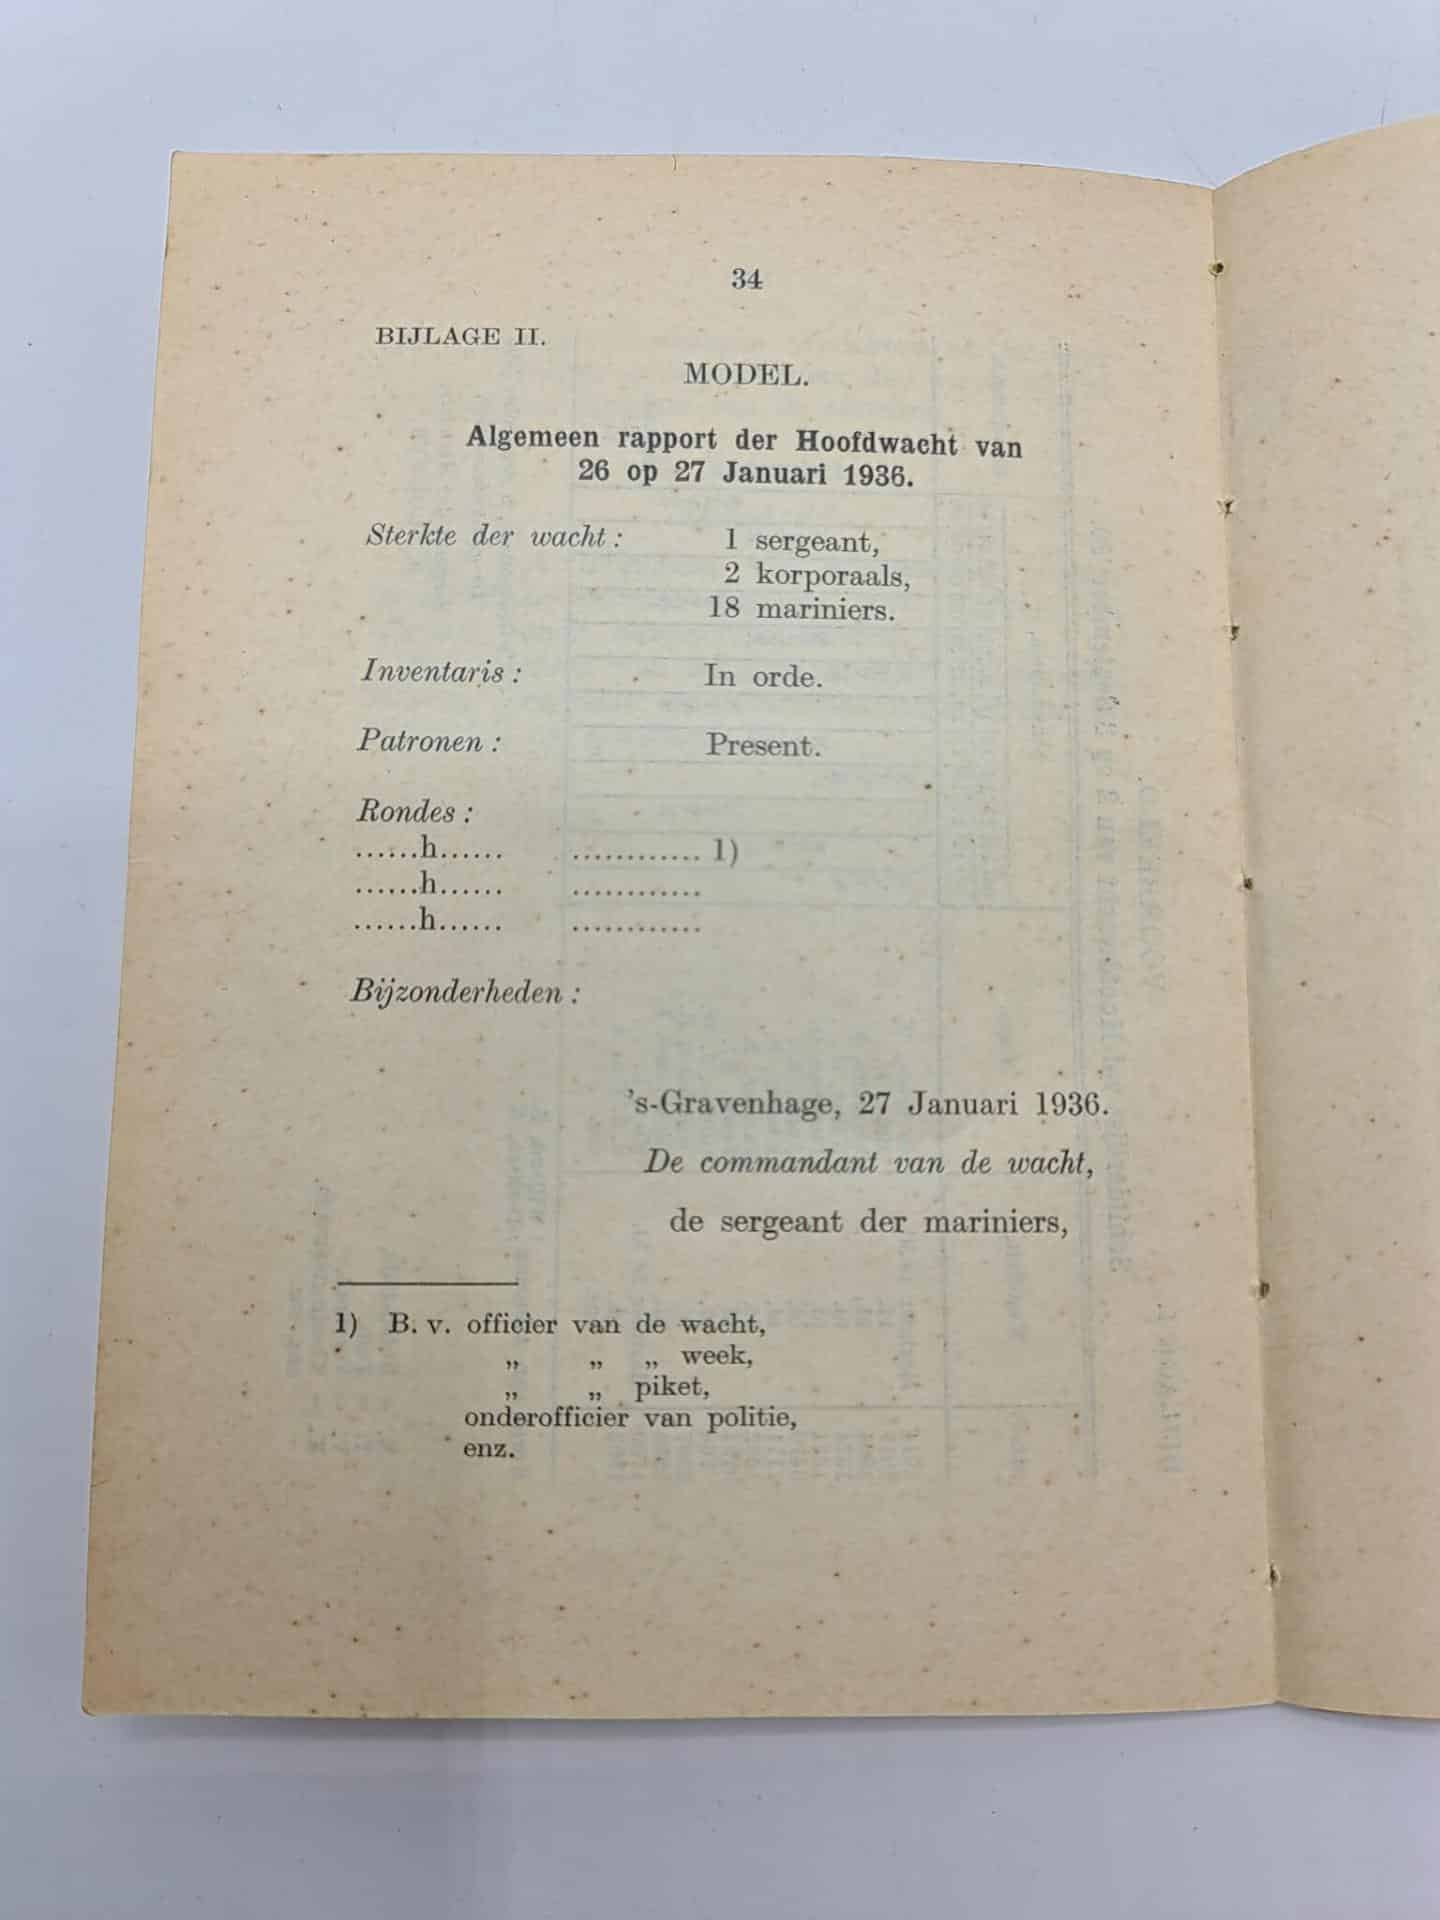 34
BIJLAGE II.
MODEL.
Algemeen rapport der Hoofdwacht van
26 op 27 Januari 1936.
Sterkte der wacht : 1 sergeant,
2 korporaals,
18 mariniers.
Inventaris : In orde.
Patronen : Present.
Rondes :
......h...... ............ 1)
......h...... ............
......h...... ............
Bijzonderheden :
's-Gravenhage, 27 Januari 1936.
De commandant van de wacht,
de sergeant der mariniers,
1) B. v. officier van de wacht,
„ „ „ week,
„ „ piket,
onderofficier van politie,
enz.